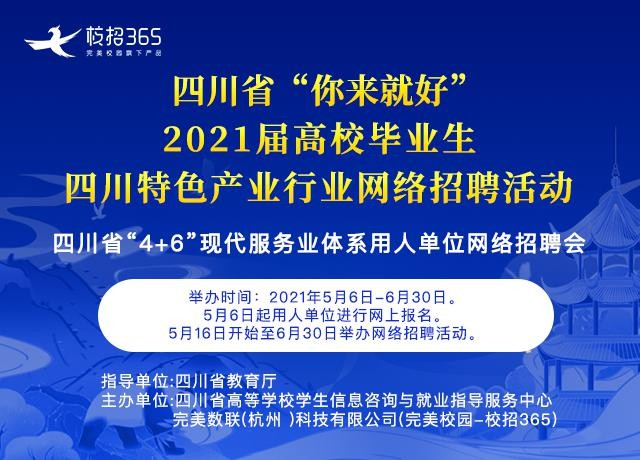 校招365
完美校园旗下产品
四川省“你来就好”
2021届高校毕业生
四川特色产业行业网络招聘活动
四川省“4+6”现代服务业体系用人单位网络招聘会
举办时间：2021年5月6日-6月30日。
5月6日起用人单位进行网上报名。
5月16日开始至6月30日举办网络招聘活动。
指导单位:四川省教育厅
主办单位:四川省高等学校学生信息咨询与就业指导服务中心
完美数联(杭州 )科技有限公司(完美校园-校招365)